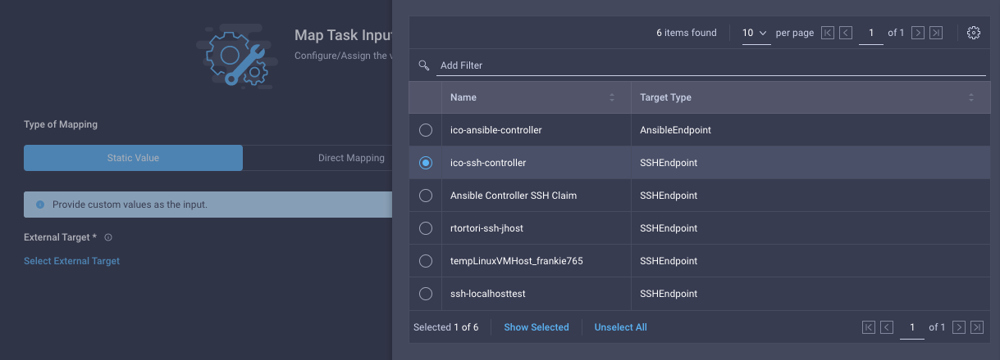 Map Task Inpu
Configure/Assign the v
Type of Mapping
Static Value
Direct Mapping
Provide custom values as the input.
External Target *
Select External Target
6 items found
10 per page
1 of 1
Add Filter
Name Target Type
ico-ansible-controller AnsibleEndpoint
ico-ssh-controller SSHEndpoint
Ansible Controller SSH Claim SSHEndpoint
rtortori-ssh-jhost SSHEndpoint
tempLinuxVMHost_frankie765 SSHEndpoint
ssh-localhosttest SSHEndpoint
Selected 1 of 6 Show Selected Unselect All 1 of 1